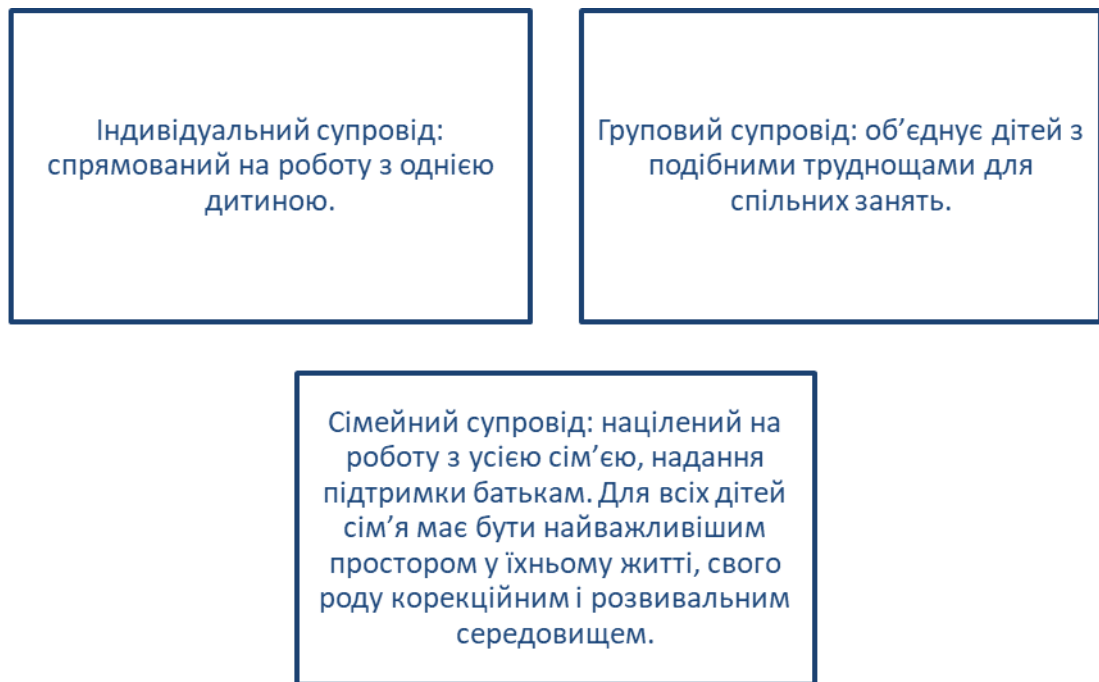 Індивідуальний супровід:
спрямований на роботу з однією
дитиною.
Груповий супровід: об’єднує дітей з
подібними труднощами для
спільних занять.
Сімейний супровід: націлений на
роботу з усією сім’єю, надання
підтримки батькам. Для всіх дітей
сім’я має бути найважливішим
простором у їхньому житті, свого
роду корекційним і розвивальним
середовищем.